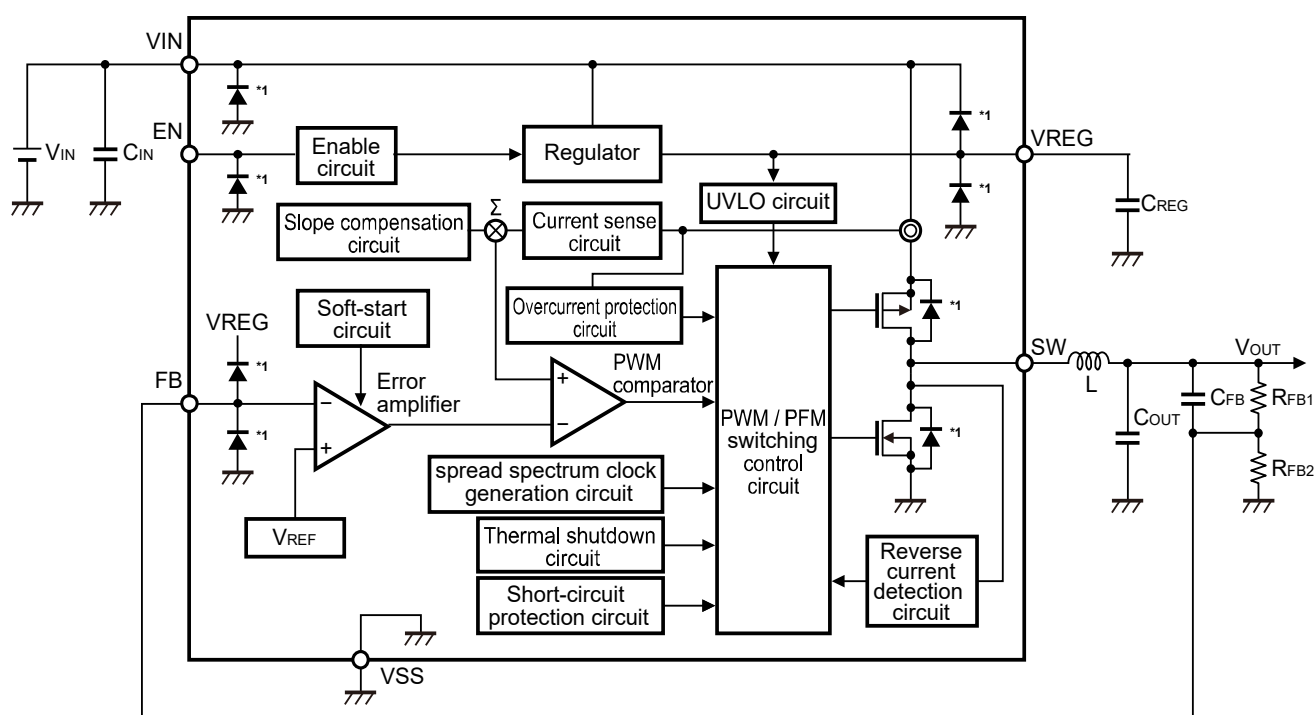 VIN
*1
EN
VIN
CIN
Enable
circuit
Regulator
*1
VREG
*1
*1
UVLO circuit
CREG
Slope compensation
circuit
Σ
Current sense
circuit
Overcurrent protection
circuit
*1
Soft-start
circuit
VREG
*1
FB
*1
Error
amplifier
−
+
+
−
PWM
comparator
PWM / PFM
switching
control
circuit
*1
SW
L
VOUT
COUT
CFB
RFB1
RFB2
spread spectrum clock
generation circuit
VREF
Thermal shutdown
circuit
Short-circuit
protection circuit
Reverse
current
detection
circuit
VSS